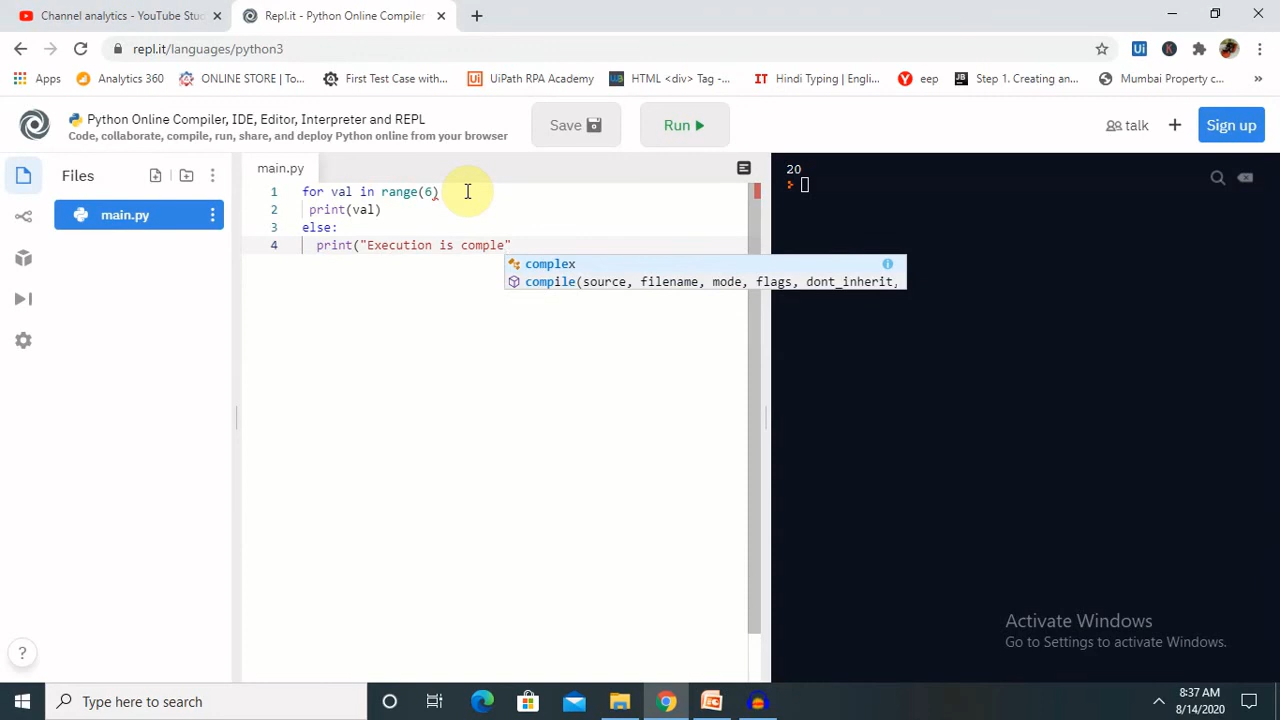 Channel analytics - YouTube Stu
Repl.it - Python Online Compiler
repl.it/languages/python3
Apps
Analytics 360
ONLINE STORE | To...
First Test Case with...
UiPath RPA Academy
HTML <div> Tag -...
Hindi Typing | Engli...
eep
Step 1. Creating an...
Mumbai Property c...
»
Python Online Compiler, IDE, Editor, Interpreter and REPL
Code, collaborate, compile, run, share, and deploy Python online from your browser
Save
Run
talk
Sign up
Files
main.py
main.py
1 for val in range(6)
2  print(val)
3 else:
4   print("Execution is comple"
complex
compile(source, filename, mode, flags, dont_inherit,
20
Activate Windows
Go to Settings to activate Windows.
?
Type here to search
8:37 AM
8/14/2020